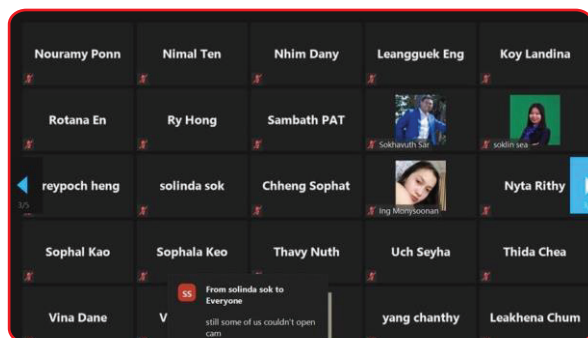 Nouramy Ponn
Nimal Ten
Nhim Dany
Leangguek Eng
Koy Landina
Rotana En
Ry Hong
Sambath PAT
Sokhavuth Sar
soklin sea
reypoch heng
solinda sok
Chheng Sophat
Ing Monysoonan
Nyta Rithy
3/5
Sophal Kao
Sophala Keo
Thavy Nuth
Uch Seyha
Thida Chea
Vina Dane
V
SS
From solinda sok to
Everyone
still some of us couldn't open
cam
yang chanthy
Leakhena Chum